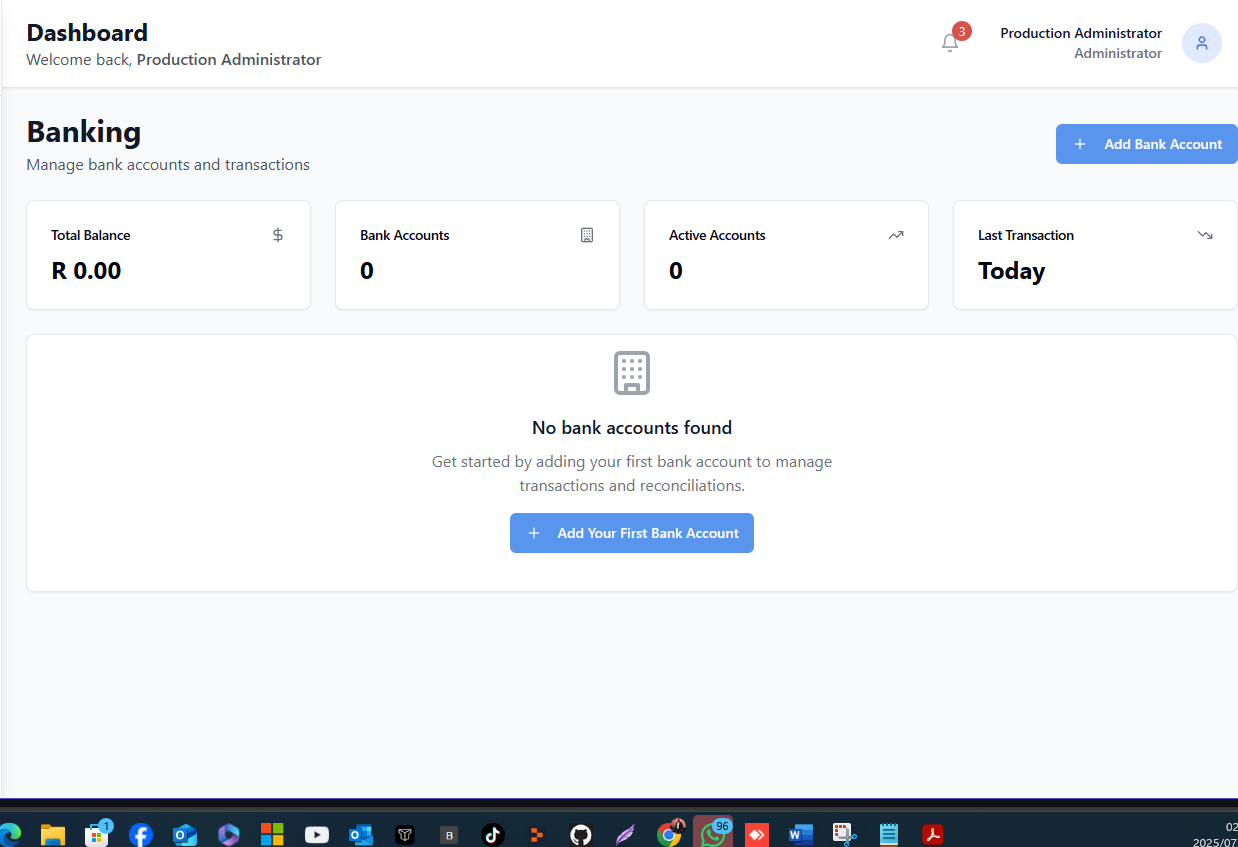 Dashboard
Welcome back, Production Administrator
3
Production Administrator
Administrator
Banking
Manage bank accounts and transactions
+ Add Bank Account
Total Balance
$
R 0.00
Bank Accounts
0
Active Accounts
0
Last Transaction
Today
No bank accounts found
Get started by adding your first bank account to manage
transactions and reconciliations.
+ Add Your First Bank Account
1
B
96
02
2025/07